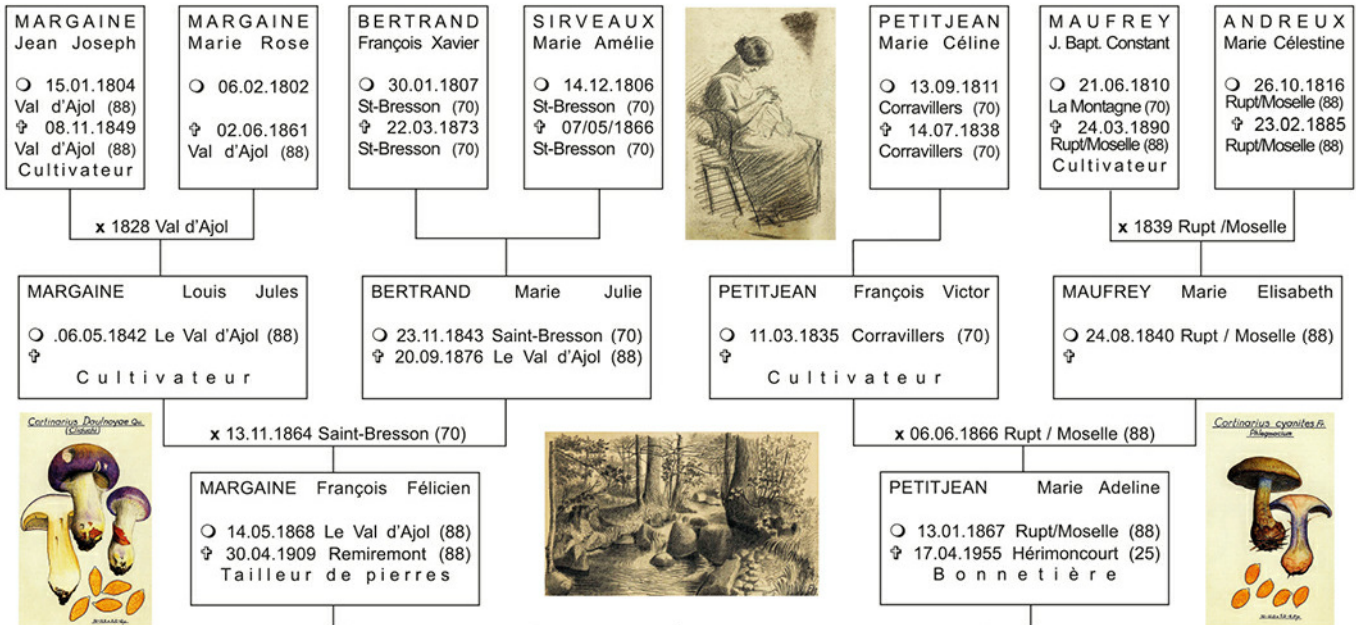 MARGAINE
Jean Joseph
O 15.01.1804
Val d'Ajol (88)
✞ 08.11.1849
Val d'Ajol (88)
Cultivateur
MARGAINE
Marie Rose
O 06.02.1802
✞ 02.06.1861
Val d'Ajol (88)
BERTRAND
François Xavier
O 30.01.1807
St-Bresson (70)
✞ 22.03.1873
St-Bresson (70)
SIRVEAUX
Marie Amélie
O 14.12.1806
St-Bresson (70)
✞ 07/05/1866
St-Bresson (70)
PETITJEAN
Marie Céline
O 13.09.1811
Corravillers (70)
✞ 14.07.1838
Corravillers (70)
MAUFREY
J. Bapt. Constant
O 21.06.1810
La Montagne (70)
✞ 24.03.1890
Rupt/Moselle (88)
Cultivateur
ANDREUX
Marie Célestine
O 26.10.1816
Rupt/Moselle (88)
✞ 23.02.1885
Rupt/Moselle (88)
x 1828 Val d'Ajol
x 1839 Rupt /Moselle
MARGAINE Louis Jules
O .06.05.1842 Le Val d'Ajol (88)
✞
Cultivateur
BERTRAND Marie Julie
O 23.11.1843 Saint-Bresson (70)
✞ 20.09.1876 Le Val d'Ajol (88)
PETITJEAN François Victor
O 11.03.1835 Corravillers (70)
✞
Cultivateur
MAUFREY Marie Elisabeth
O 24.08.1840 Rupt / Moselle (88)
✞
x 13.11.1864 Saint-Bresson (70)
x 06.06.1866 Rupt / Moselle (88)
Cortinarius Daulnoyae Qu.
Cortinarius cyanites Fr.
Phlegmacium
MARGAINE François Félicien
O 14.05.1868 Le Val d'Ajol (88)
✞ 30.04.1909 Remiremont (88)
Tailleur de pierres
PETITJEAN Marie Adeline
O 13.01.1867 Rupt/Moselle (88)
✞ 17.04.1955 Hérimoncourt (25)
Bonnetière